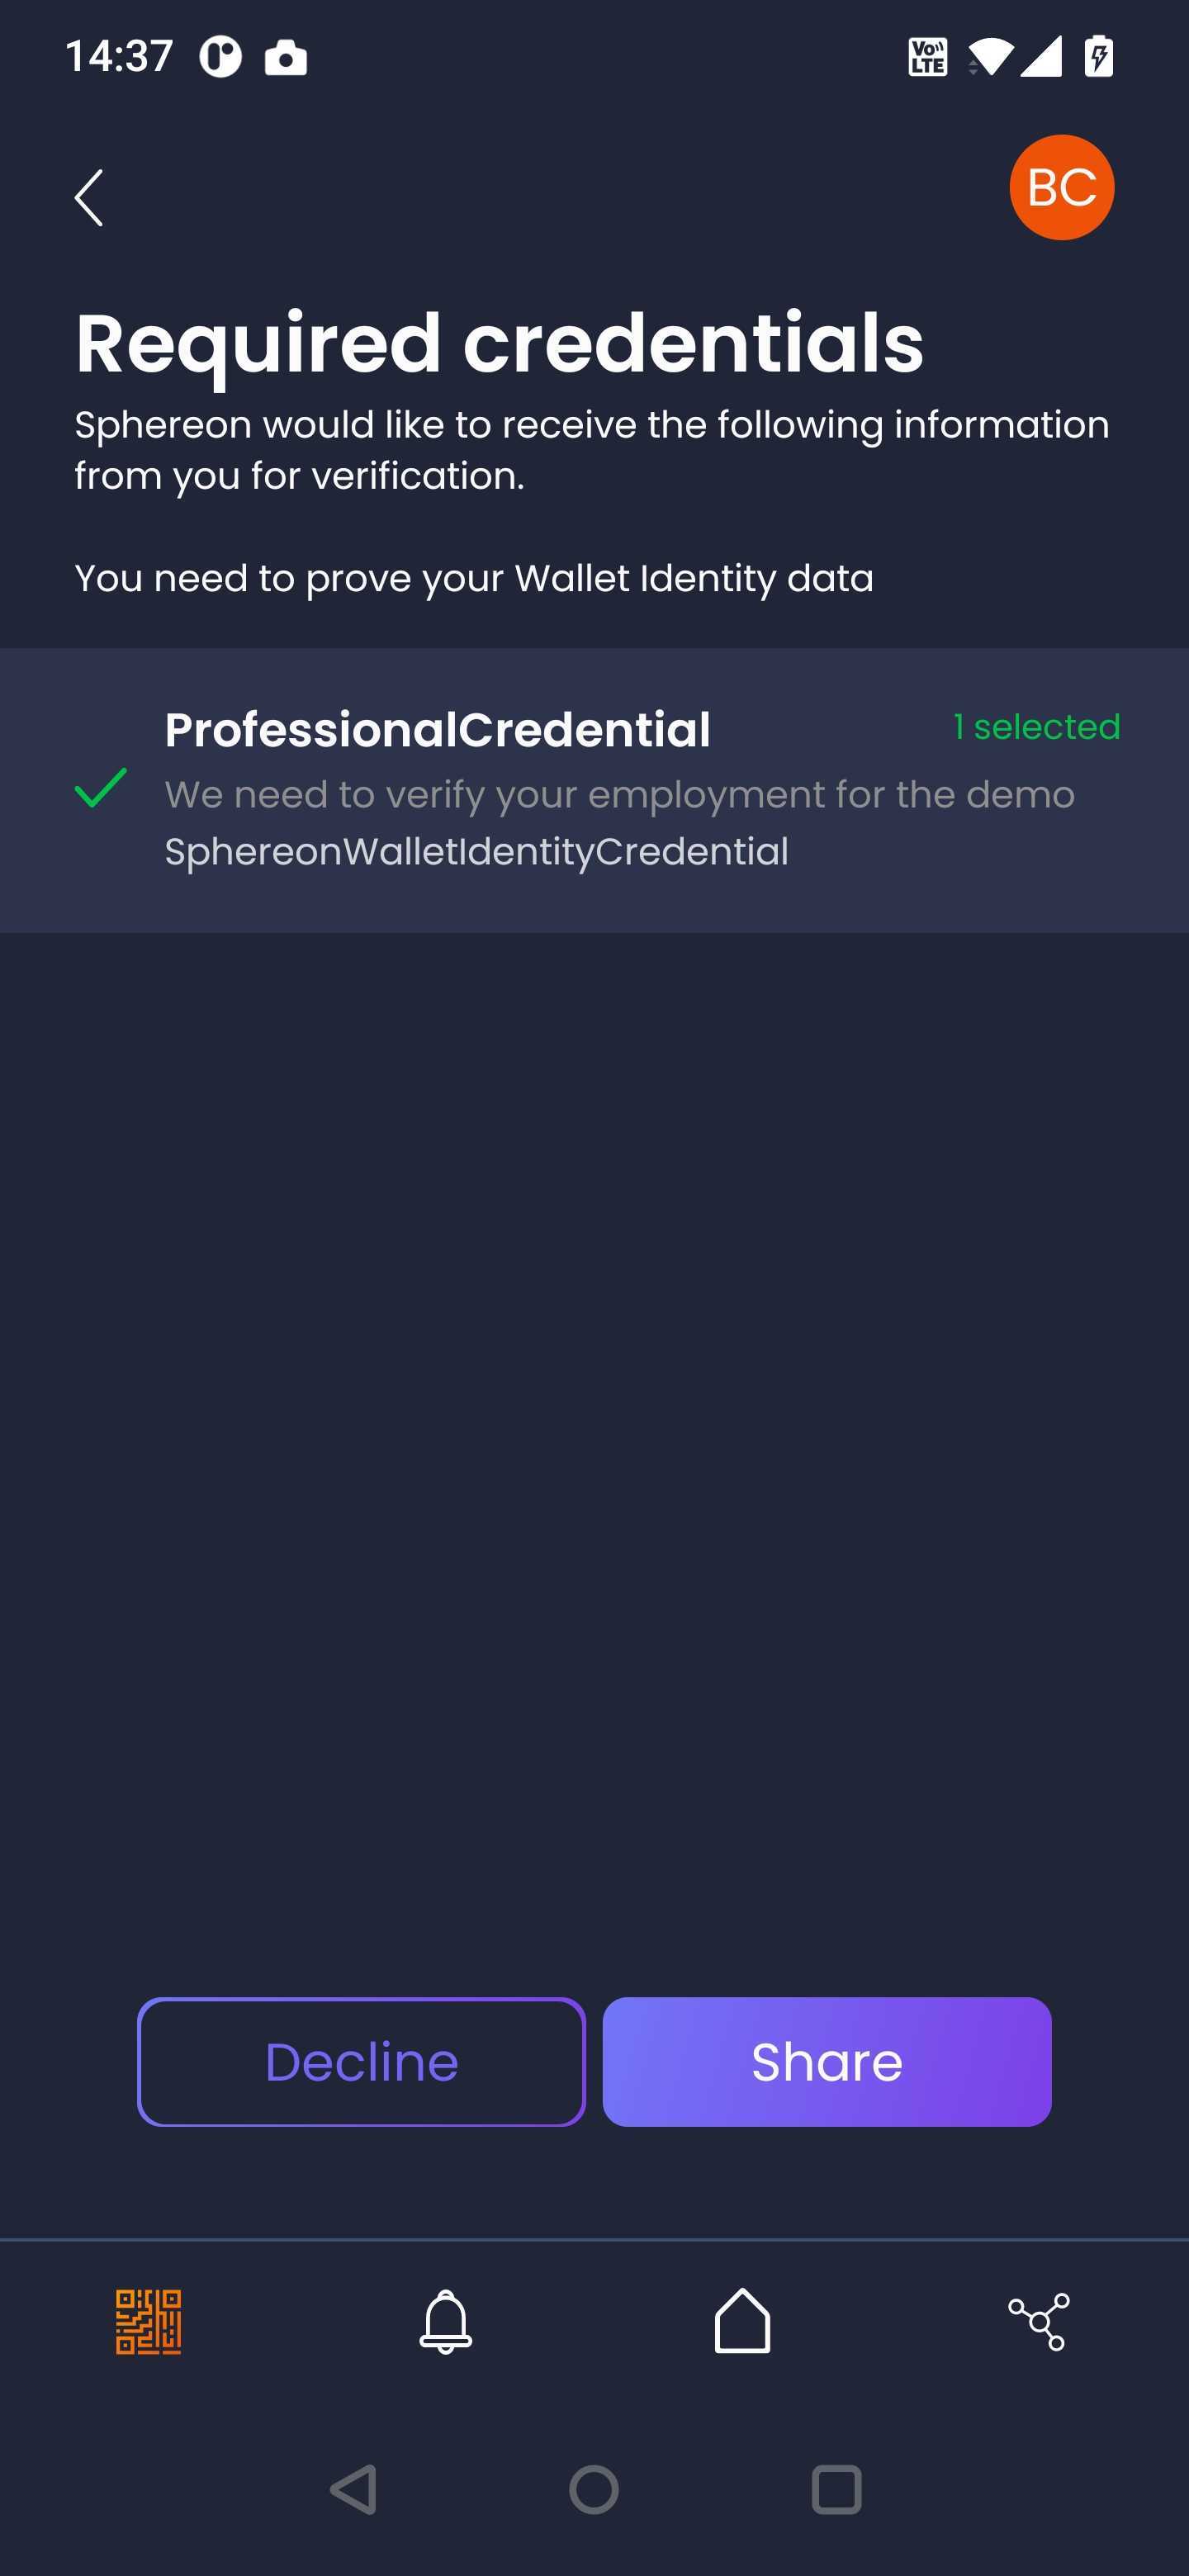 14:37
Vo
LTE
BC
Required credentials
Sphereon would like to receive the following information
from you for verification.
You need to prove your Wallet Identity data
ProfessionalCredential
1 selected
We need to verify your employment for the demo
SphereonWalletIdentityCredential
Decline
Share